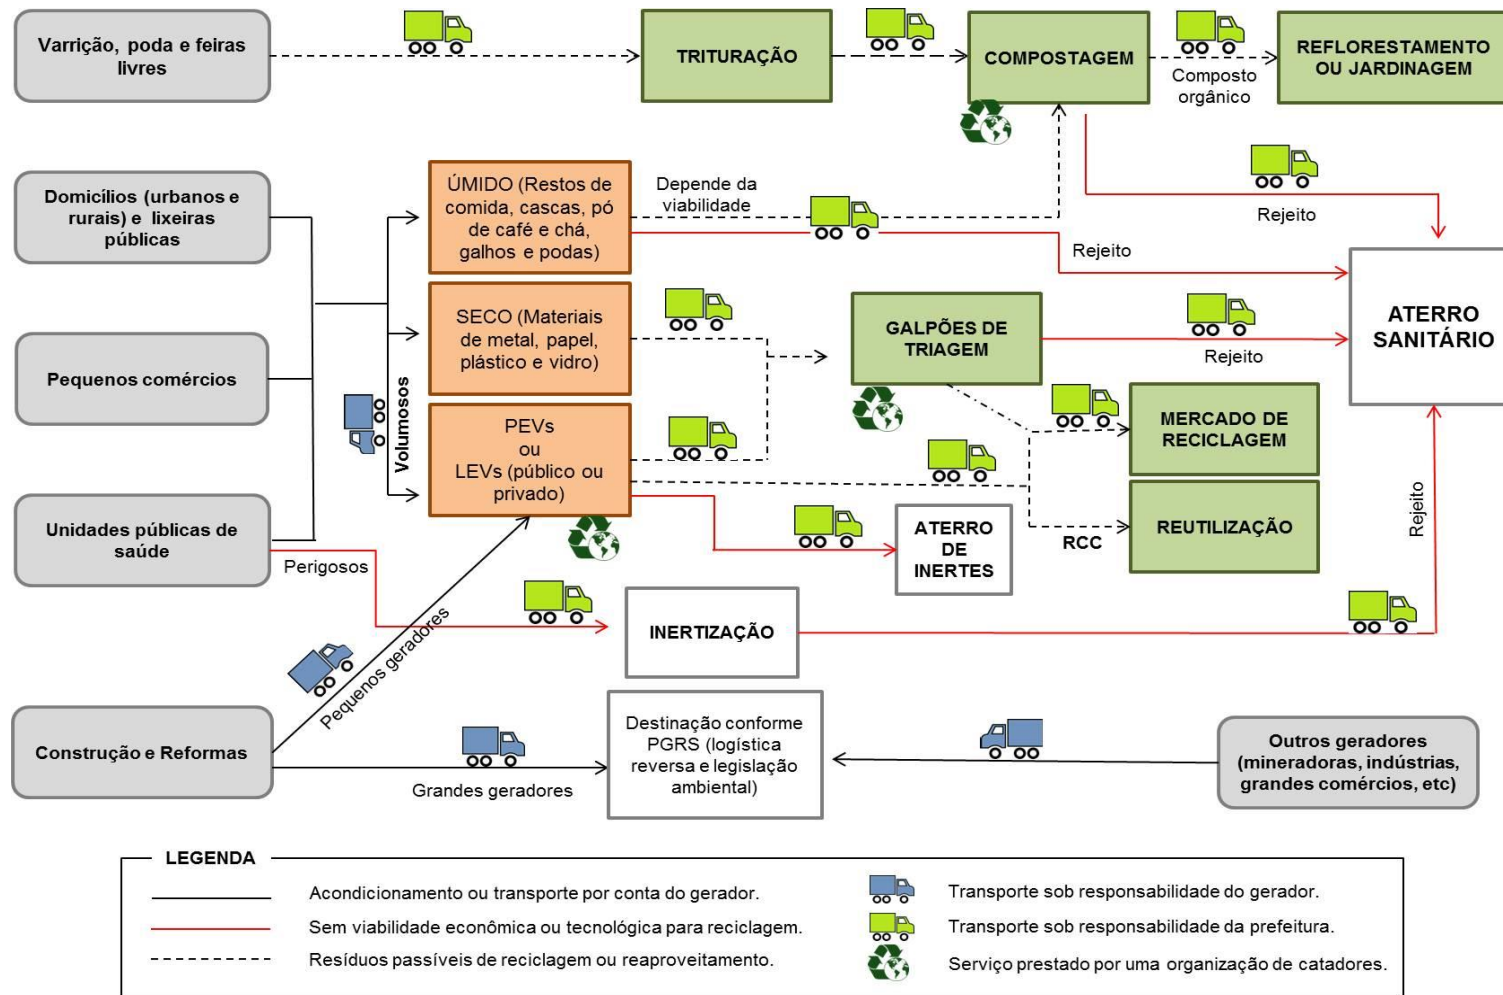 Varrição, poda e feiras
livres
TRITURAÇÃO
COMPOSTAGEM
Composto
orgânico
REFLORESTAMENTO
OU JARDINAGEM
Domicílios (urbanos e
rurais) e lixeiras
públicas
ÚMIDO (Restos de
comida, cascas, pó
de café e chá,
galhos e podas)
Depende da
viabilidade
Rejeito
Rejeito
ATERRO
SANITÁRIO
Pequenos comércios
SECO (Materiais
de metal, papel,
plástico e vidro)
GALPÕES DE
TRIAGEM
Rejeito
Volumosos
PEVs
ou
LEVs (público ou
privado)
MERCADO DE
RECICLAGEM
Unidades públicas de
saúde
Perigosos
ATERRO
DE
INERTES
RCC
REUTILIZAÇÃO
Rejeito
INERTIZAÇÃO
Pequenos geradores
Construção e Reformas
Grandes geradores
Destinação conforme
PGRS (logística
reversa e legislação
ambiental)
Outros geradores
(mineradoras, indústrias,
grandes comércios, etc)
LEGENDA
Acondicionamento ou transporte por conta do gerador.
Sem viabilidade econômica ou tecnológica para reciclagem.
Resíduos passíveis de reciclagem ou reaproveitamento.
Transporte sob responsabilidade do gerador.
Transporte sob responsabilidade da prefeitura.
Serviço prestado por uma organização de catadores.